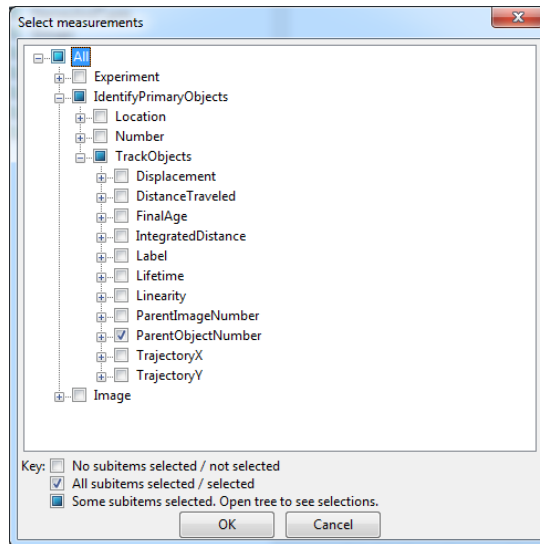 Select measurements
All
Experiment
IdentifyPrimaryObjects
Location
Number
TrackObjects
Displacement
DistanceTraveled
FinalAge
IntegratedDistance
Label
Lifetime
Linearity
ParentImageNumber
ParentObjectNumber
TrajectoryX
TrajectoryY
Image
Key: No subitems selected / not selected
All subitems selected / selected
Some subitems selected. Open tree to see selections.
OK Cancel